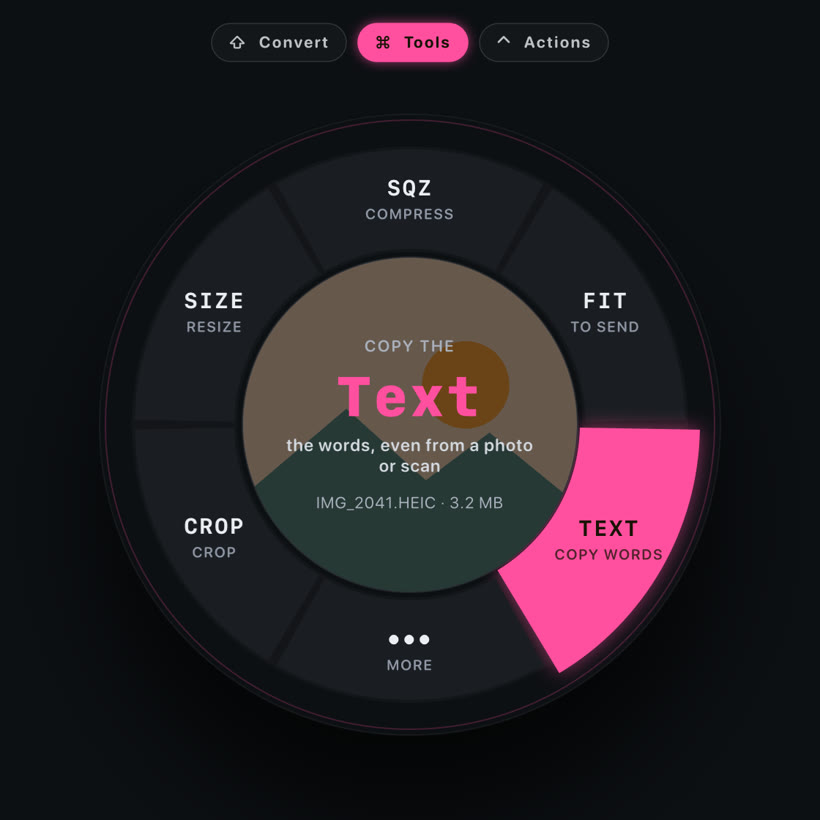 ⇧ Convert
⌘ Tools
⌃ Actions
SQZ
COMPRESS
SIZE
RESIZE
FIT
TO SEND
COPY THE
Text
the words, even from a photo
or scan
IMG_2041.HEIC · 3.2 MB
CROP
CROP
TEXT
COPY WORDS
•••
MORE